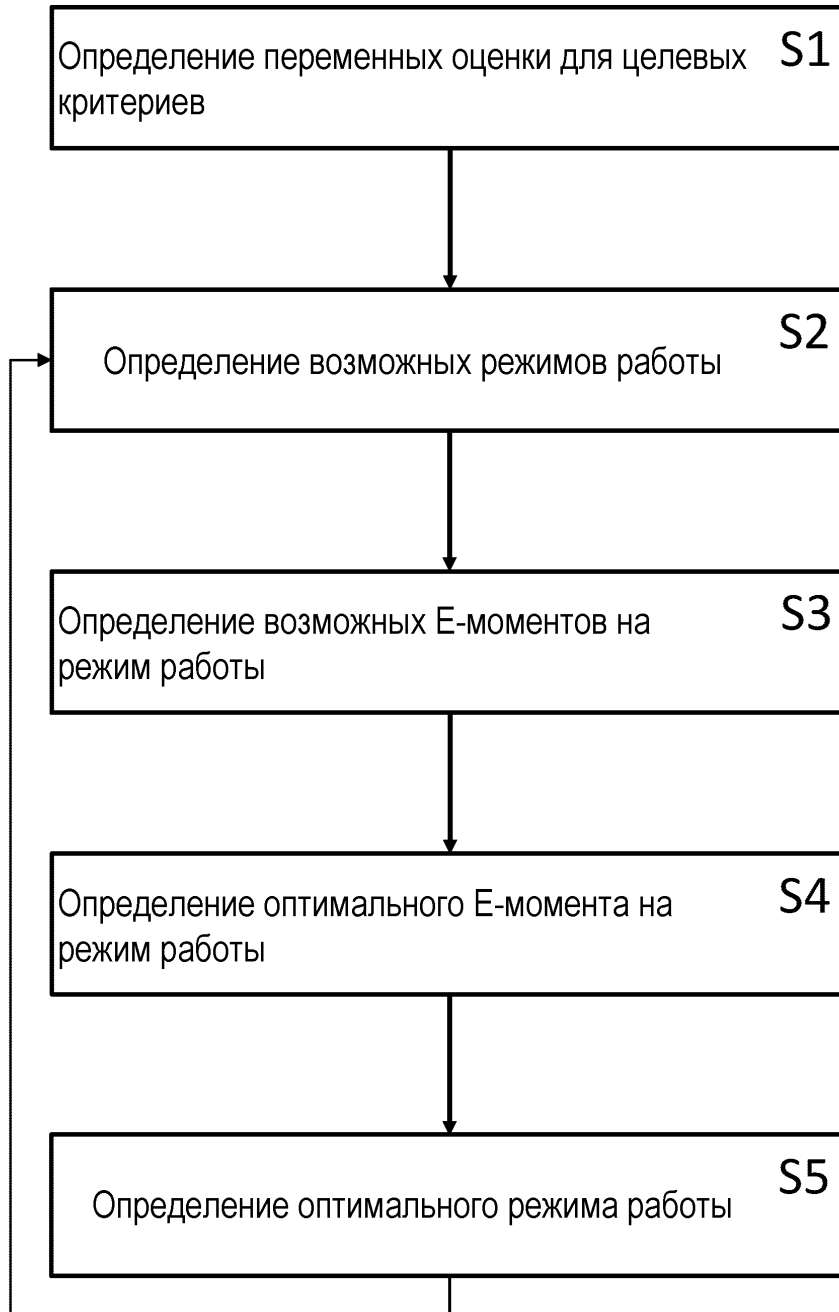 Определение переменных оценки для целевых S1
критериев
S2
Определение возможных режимов работы
S3
Определение возможных Е-моментов на
режим работы
S4
Определение оптимального Е-момента на
режим работы
S5
Определение оптимального режима работы